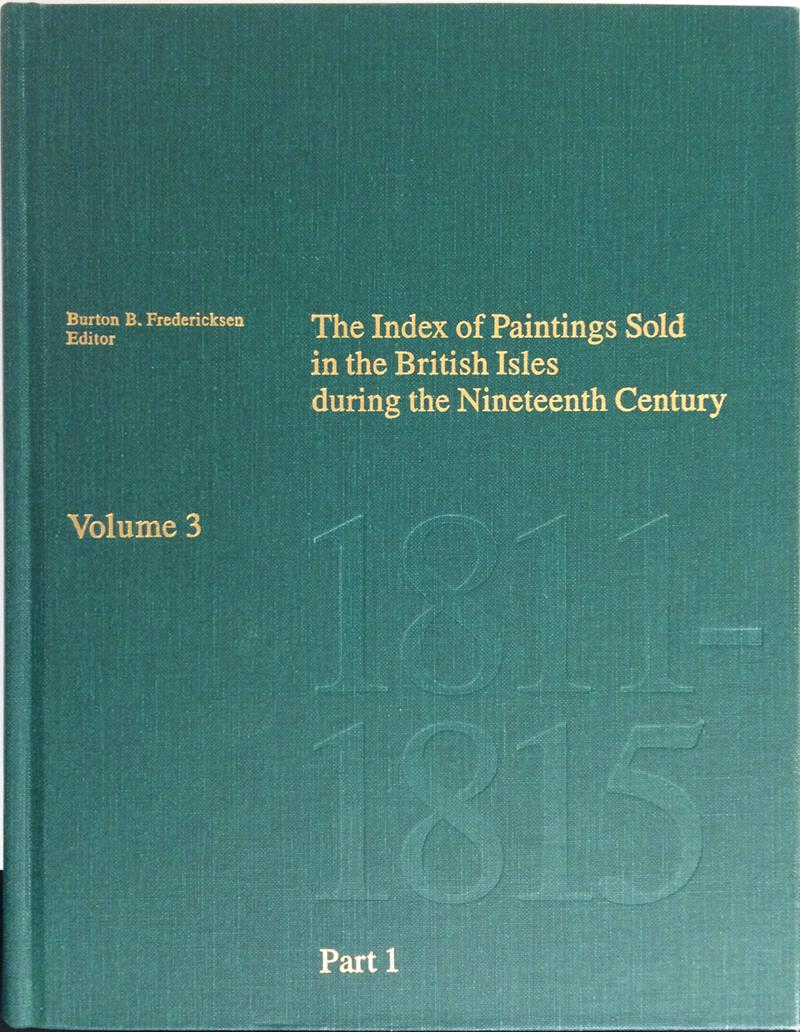 Burton B. Fredericksen
Editor
The Index of Paintings Sold
in the British Isles
during the Nineteenth Century
Volume 3
1811–
1815
Part 1